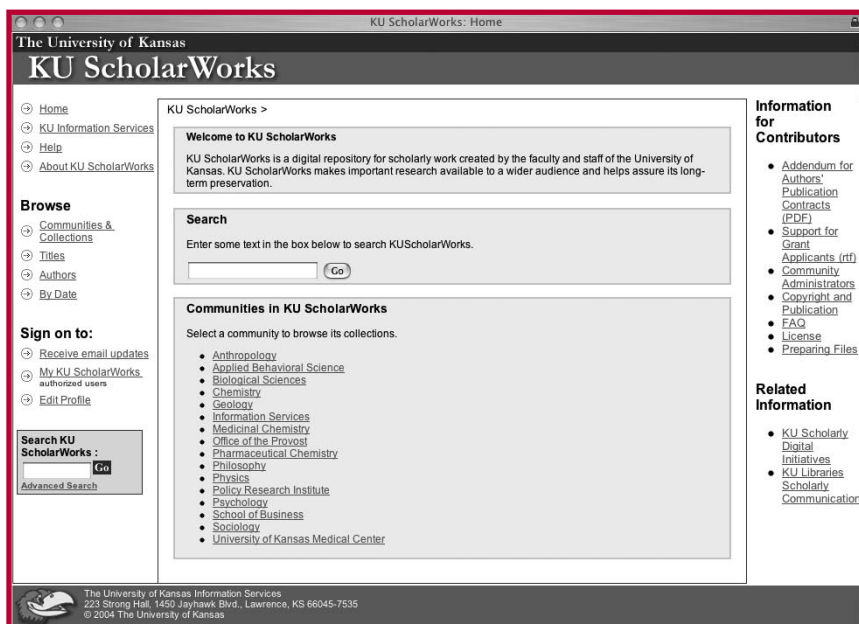 KU ScholarWorks: Home
The University of Kansas
KU ScholarWorks
Home
KU Information Services
Help
About KU ScholarWorks
Browse
Communities &
Collections
Titles
Authors
By Date
Sign on to:
Receive email updates
My KU ScholarWorks
authorized users
Edit Profile
Search KU
ScholarWorks :
Go
Advanced Search
KU ScholarWorks >
Welcome to KU ScholarWorks
KU ScholarWorks is a digital repository for scholarly work created by the faculty and staff of the University of
Kansas. KU ScholarWorks makes important research available to a wider audience and helps assure its long-
term preservation.
Search
Enter some text in the box below to search KUScholarWorks.
Go
Communities in KU ScholarWorks
Select a community to browse its collections.
Anthropology
Applied Behavioral Science
Biological Sciences
Chemistry
Geology
Information Services
Medicinal Chemistry
Office of the Provost
Pharmaceutical Chemistry
Philosophy
Physics
Policy Research Institute
Psychology
School of Business
Sociology
University of Kansas Medical Center
Information
for
Contributors
Addendum for
Authors'
Publication
Contracts
(PDF)
Support for
Grant
Applicants (rtf)
Community
Administrators
Copyright and
Publication
FAQ
License
Preparing Files
Related
Information
KU Scholarly
Digital
Initiatives
KU Libraries
Scholarly
Communication
The University of Kansas Information Services
223 Strong Hall, 1450 Jayhawk Blvd., Lawrence, KS 66045-7535
© 2004 The University of Kansas